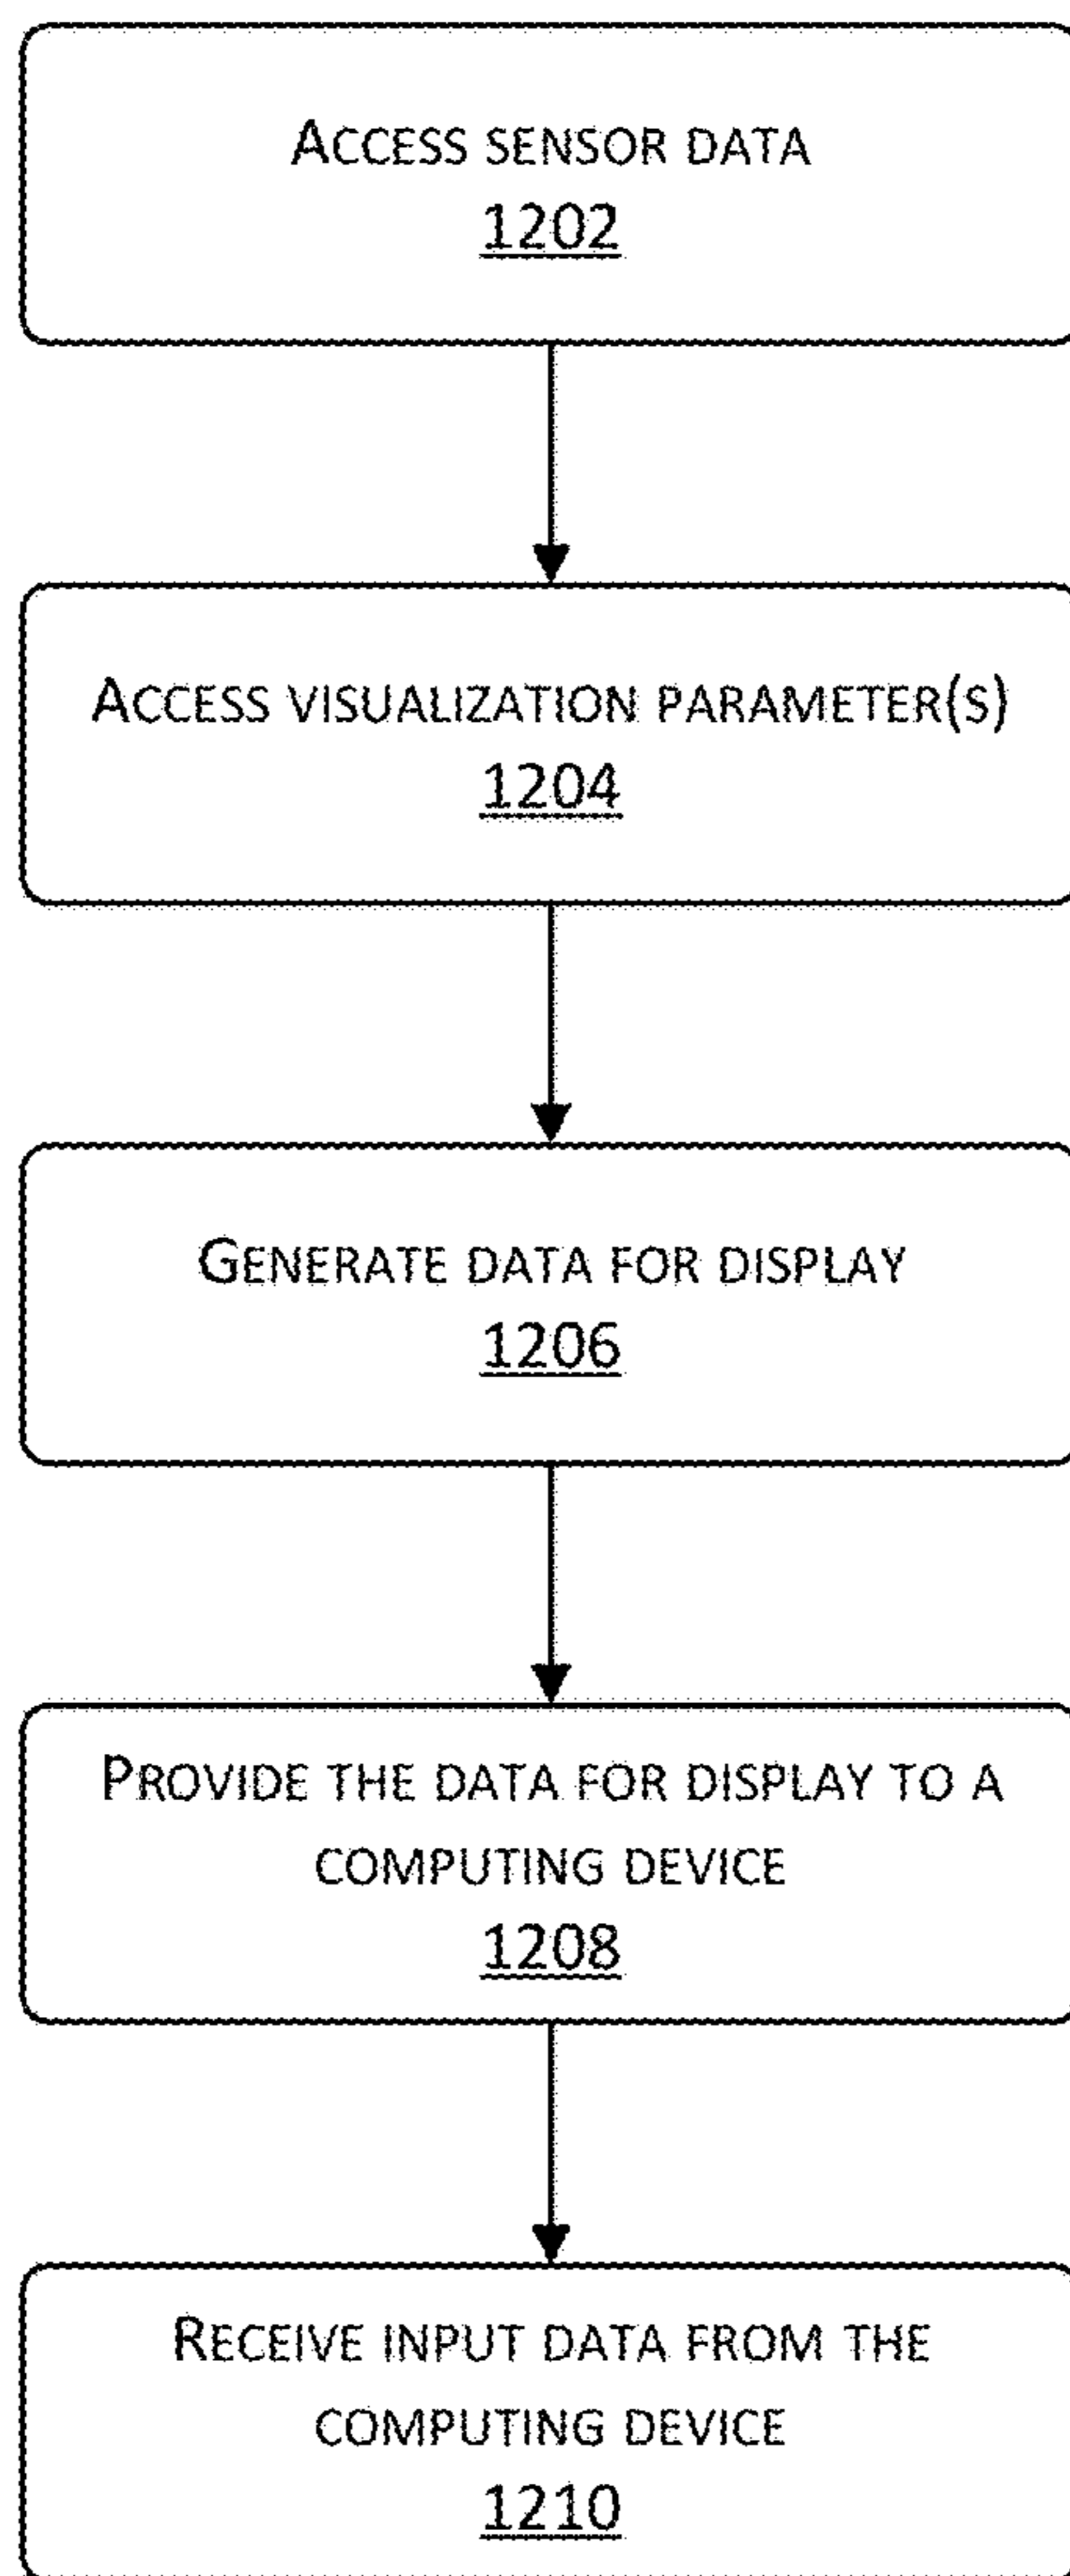 ACCESS SENSOR DATA
1202
ACCESS VISUALIZATION PARAMETER(S)
1204
GENERATE DATA FOR DISPLAY
1206
PROVIDE THE DATA FOR DISPLAY TO A
COMPUTING DEVICE
1208
RECEIVE INPUT DATA FROM THE
COMPUTING DEVICE
1210